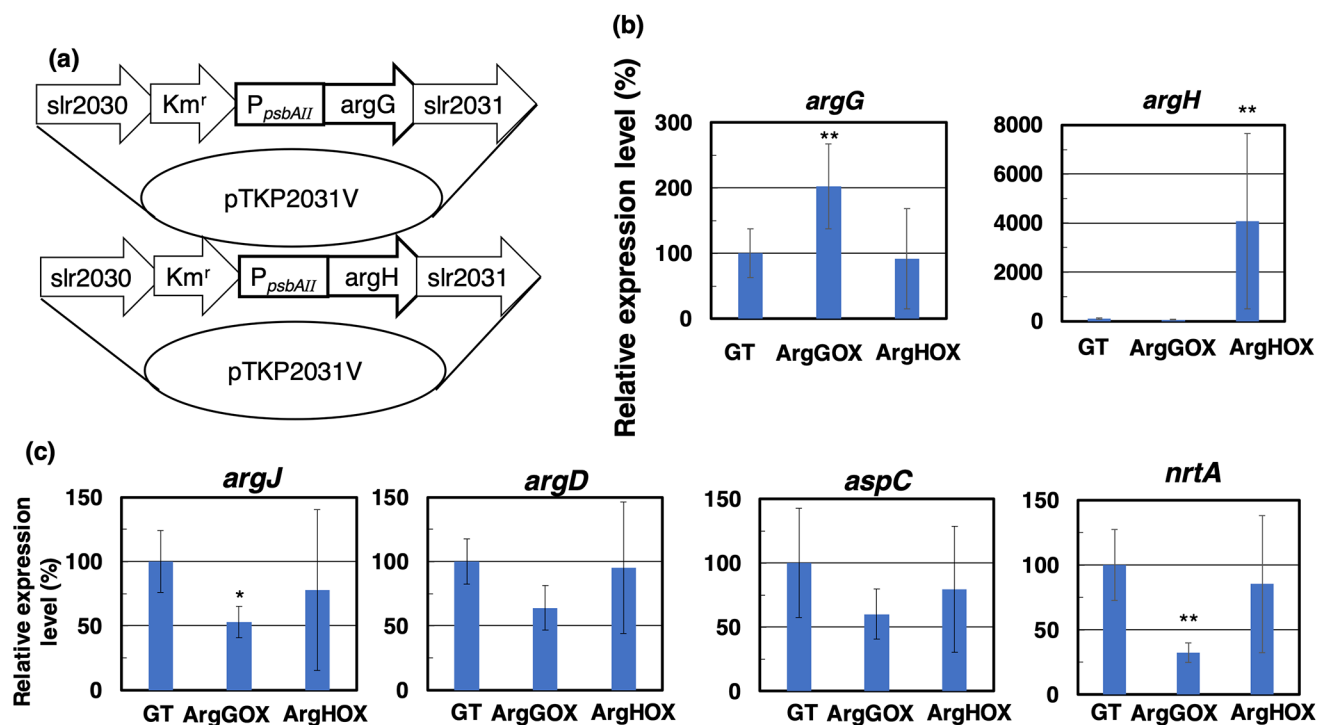 (a)
slr2030 Kmʳ P psbAII argG slr2031
pTKP2031V
slr2030 Kmʳ P psbAII argH slr2031
pTKP2031V
(b)
Relative expression level (%)
argG
300
200
100
0
**
GT ArgGOX ArgHOX
argH
8000
6000
4000
2000
0
**
GT ArgGOX ArgHOX
(c)
Relative expression
level (%)
argJ
150
100
50
0
*
GT ArgGOX ArgHOX
argD
150
100
50
0
GT ArgGOX ArgHOX
aspC
150
100
50
0
GT ArgGOX ArgHOX
nrtA
150
100
50
0
**
GT ArgGOX ArgHOX